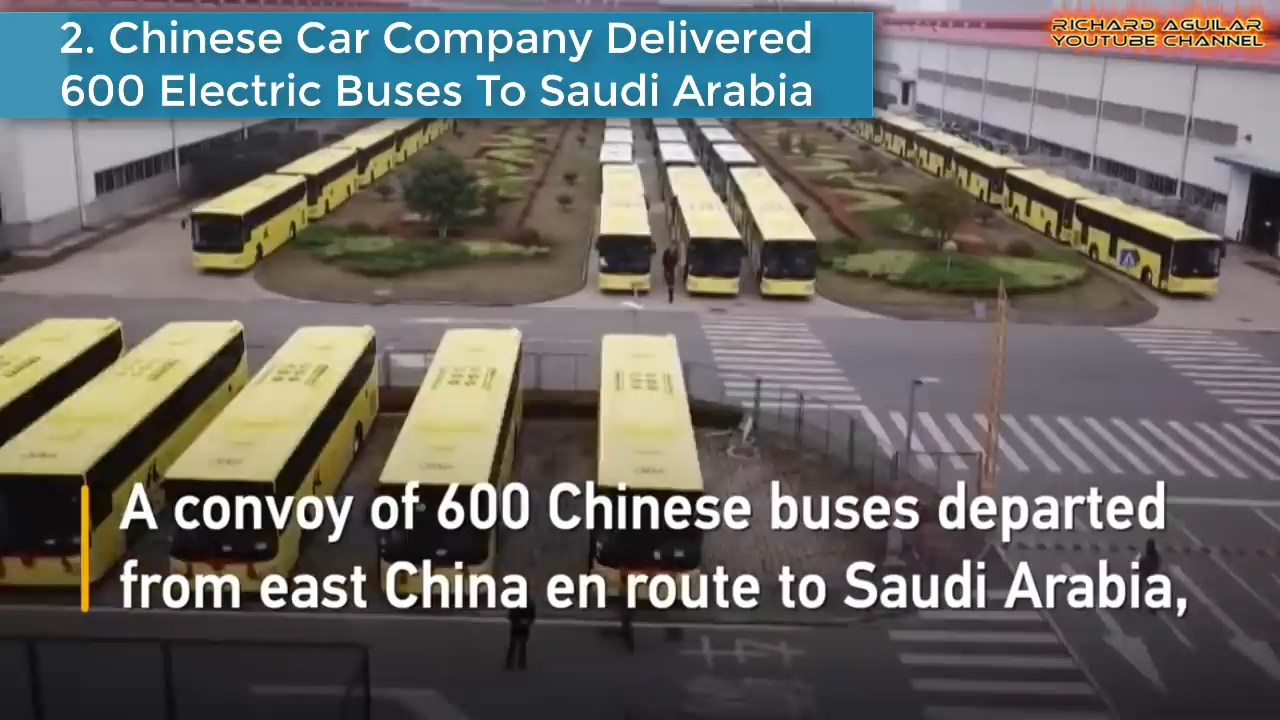 2. Chinese Car Company Delivered
600 Electric Buses To Saudi Arabia
RICHARD AGUILAR
YOUTUBE CHANNEL
A convoy of 600 Chinese buses departed
from east China en route to Saudi Arabia,